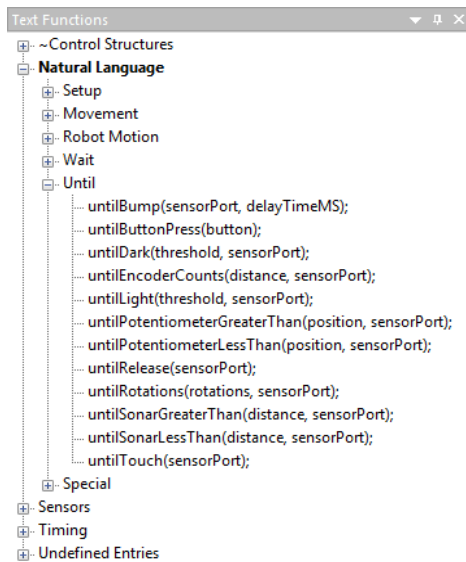 Text Functions
~Control Structures
Natural Language
Setup
Movement
Robot Motion
Wait
Until
untilBump(sensorPort, delayTimeMS);
untilButtonPress(button);
untilDark(threshold, sensorPort);
untilEncoderCounts(distance, sensorPort);
untilLight(threshold, sensorPort);
untilPotentiometerGreaterThan(position, sensorPort);
untilPotentiometerLessThan(position, sensorPort);
untilRelease(sensorPort);
untilRotations(rotations, sensorPort);
untilSonarGreaterThan(distance, sensorPort);
untilSonarLessThan(distance, sensorPort);
untilTouch(sensorPort);
Special
Sensors
Timing
Undefined Entries